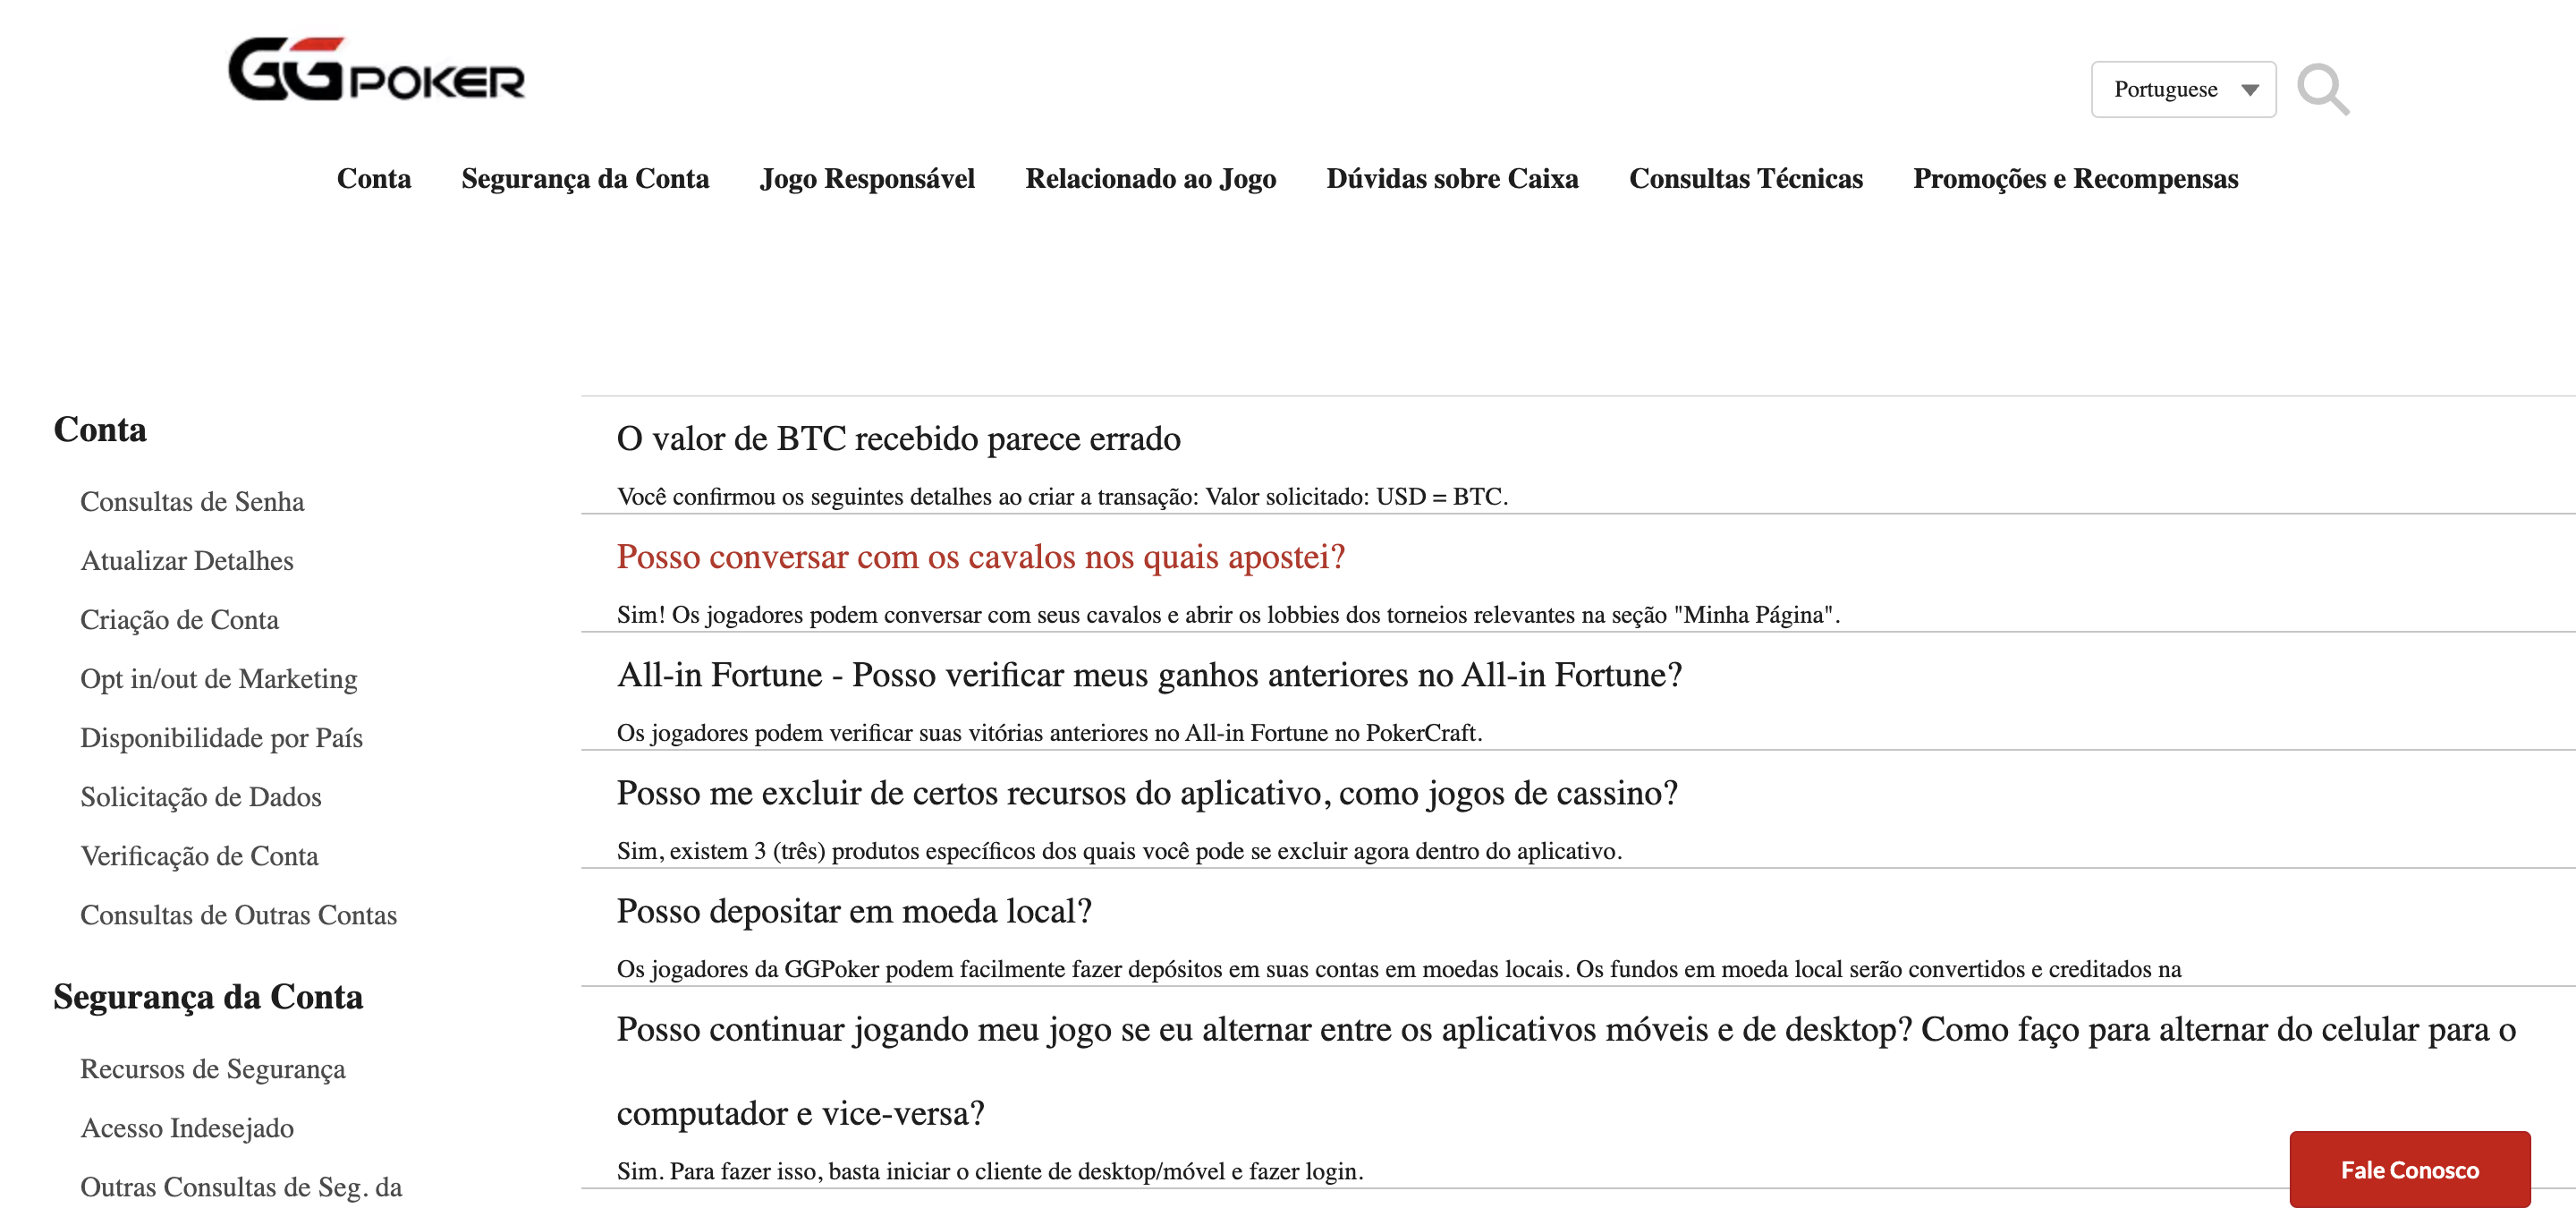 GGPOKER
Portuguese
Conta Segurança da Conta Jogo Responsável Relacionado ao Jogo Dúvidas sobre Caixa Consultas Técnicas Promoções e Recompensas
Conta
Consultas de Senha
Atualizar Detalhes
Criação de Conta
Opt in/out de Marketing
Disponibilidade por País
Solicitação de Dados
Verificação de Conta
Consultas de Outras Contas
Segurança da Conta
Recursos de Segurança
Acesso Indesejado
Outras Consultas de Seg. da
O valor de BTC recebido parece errado
Você confirmou os seguintes detalhes ao criar a transação: Valor solicitado: USD = BTC.
Posso conversar com os cavalos nos quais apostei?
Sim! Os jogadores podem conversar com seus cavalos e abrir os lobbies dos torneios relevantes na seção "Minha Página".
All-in Fortune - Posso verificar meus ganhos anteriores no All-in Fortune?
Os jogadores podem verificar suas vitórias anteriores no All-in Fortune no PokerCraft.
Posso me excluir de certos recursos do aplicativo, como jogos de cassino?
Sim, existem 3 (três) produtos específicos dos quais você pode se excluir agora dentro do aplicativo.
Posso depositar em moeda local?
Os jogadores da GGPoker podem facilmente fazer depósitos em suas contas em moedas locais. Os fundos em moeda local serão convertidos e creditados na
Posso continuar jogando meu jogo se eu alternar entre os aplicativos móveis e de desktop? Como faço para alternar do celular para o
computador e vice-versa?
Sim. Para fazer isso, basta iniciar o cliente de desktop/móvel e fazer login.
Fale Conosco